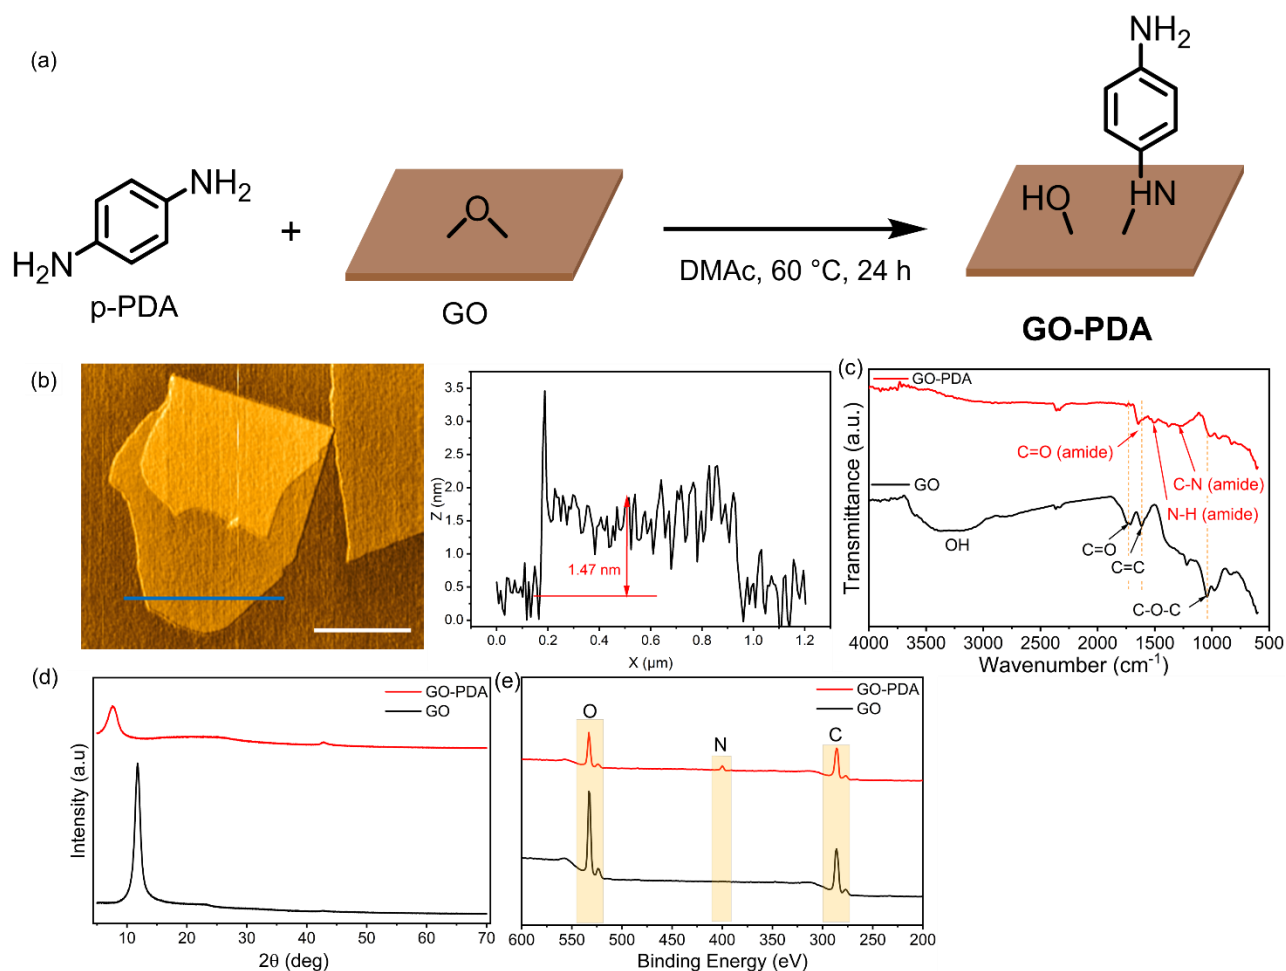 (a)
H₂N
NH₂
p-PDA
+
O
GO
DMAc, 60 °C, 24 h
NH₂
HO
HN
GO-PDA
(b)
3.5
3.0
2.5
2.0
1.5
1.0
0.5
0.0
Z (nm)
1.47 nm
0.0 0.2 0.4 0.6 0.8 1.0 1.2
X (µm)
(c)
GO-PDA
C=O (amide)
C-N (amide)
N-H (amide)
GO
OH
C=O
C=C
C-O-C
Transmittance (a.u.)
4000 3500 3000 2500 2000 1500 1000 500
Wavenumber (cm⁻¹)
(d)
GO-PDA
GO
Intensity (a.u)
10 20 30 40 50 60 70
2θ (deg)
(e)
GO-PDA
GO
O
N
C
600 550 500 450 400 350 300 250 200
Binding Energy (eV)